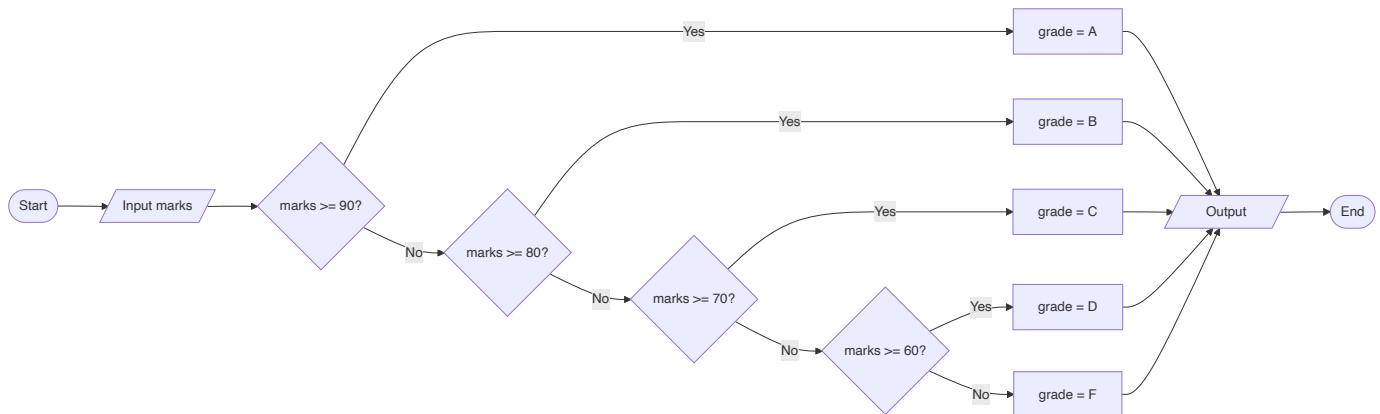 Start
Input marks
marks >= 90?
Yes
grade = A
No
marks >= 80?
Yes
grade = B
No
marks >= 70?
Yes
grade = C
No
marks >= 60?
Yes
grade = D
No
grade = F
Output
End